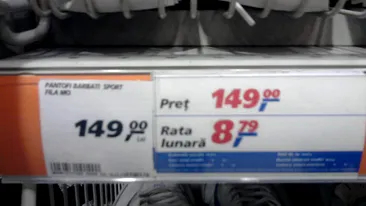 PANTOFI BARBATI SPORT
FILA MO
149,00
Lei
Preț 149,00
Rata
lunară 8,79